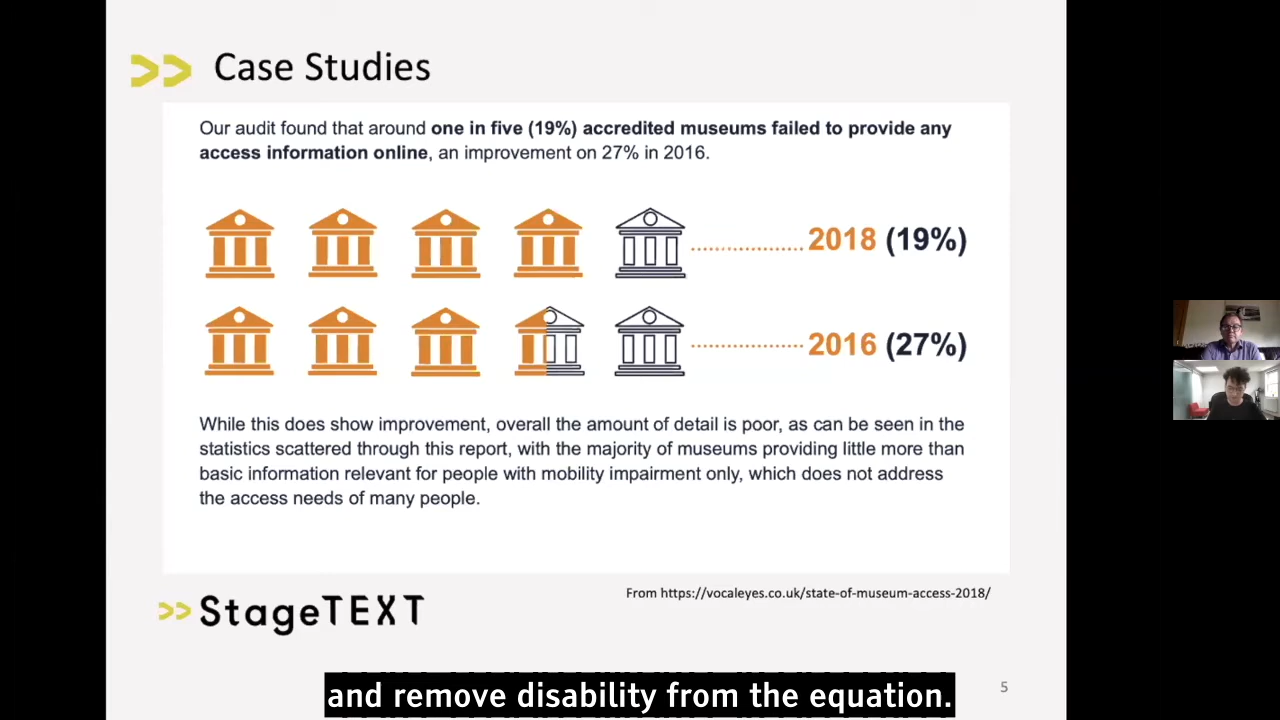 Case Studies
Our audit found that around one in five (19%) accredited museums failed to provide any
access information online, an improvement on 27% in 2016.
2018 (19%)
2016 (27%)
While this does show improvement, overall the amount of detail is poor, as can be seen in the
statistics scattered through this report, with the majority of museums providing little more than
basic information relevant for people with mobility impairment only, which does not address
the access needs of many people.
From https://vocaleyes.co.uk/state-of-museum-access-2018/
StageTEXT
5
and remove disability from the equation.